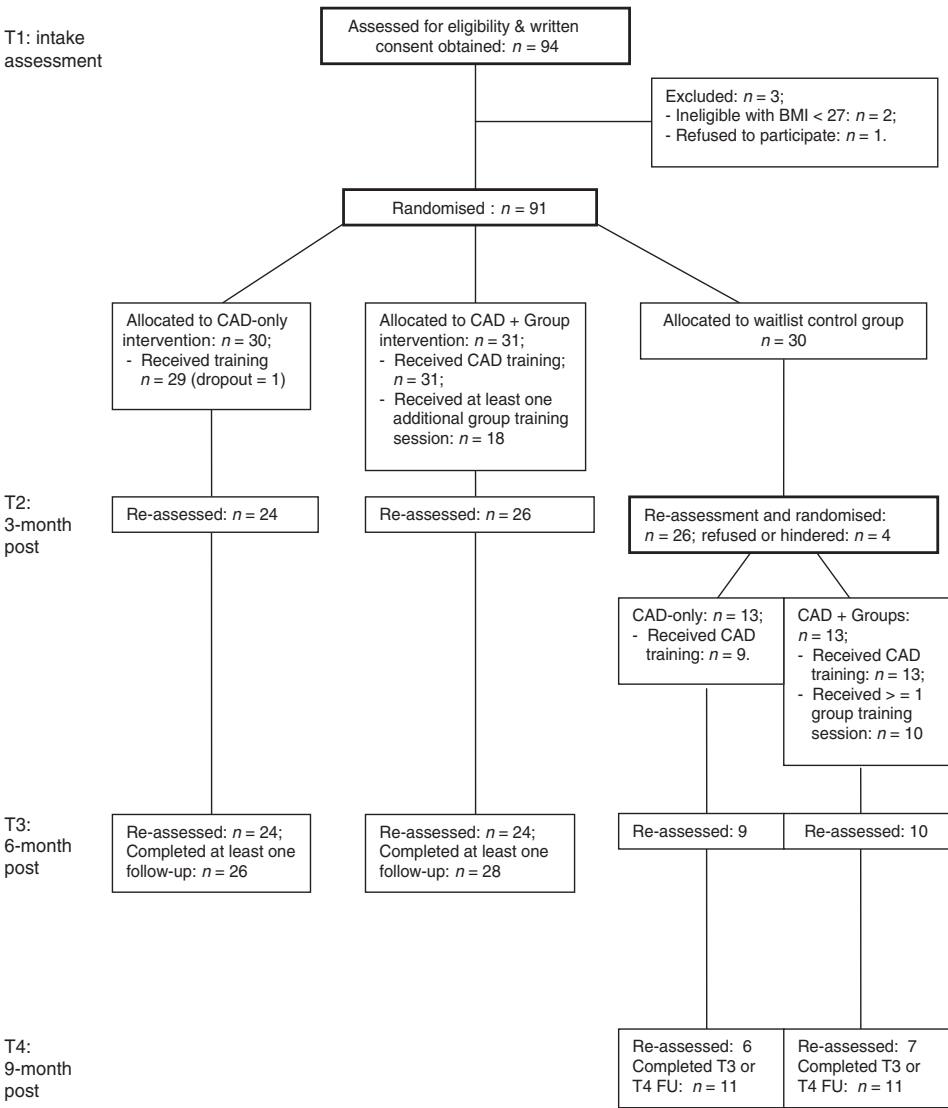 T1: intake
assessment
Assessed for eligibility & written
consent obtained: n = 94
Excluded: n = 3;
- Ineligible with BMI < 27: n = 2;
- Refused to participate: n = 1.
Randomised : n = 91
Allocated to CAD-only
intervention: n = 30;
- Received training
n = 29 (dropout = 1)
Allocated to CAD + Group
intervention: n = 31;
- Received CAD training;
n = 31;
- Received at least one
additional group training
session: n = 18
Allocated to waitlist control group
n = 30
T2:
3-month
post
Re-assessed: n = 24
Re-assessed: n = 26
Re-assessment and randomised:
n = 26; refused or hindered: n = 4
CAD-only: n = 13;
- Received CAD
training: n = 9.
CAD + Groups:
n = 13;
- Received CAD
training: n = 13;
- Received > = 1
group training
session: n = 10
T3:
6-month
post
Re-assessed: n = 24;
Completed at least one
follow-up: n = 26
Re-assessed: n = 24;
Completed at least one
follow-up: n = 28
Re-assessed: 9
Re-assessed: 10
T4:
9-month
post
Re-assessed: 6
Completed T3 or
T4 FU: n = 11
Re-assessed: 7
Completed T3 or
T4 FU: n = 11